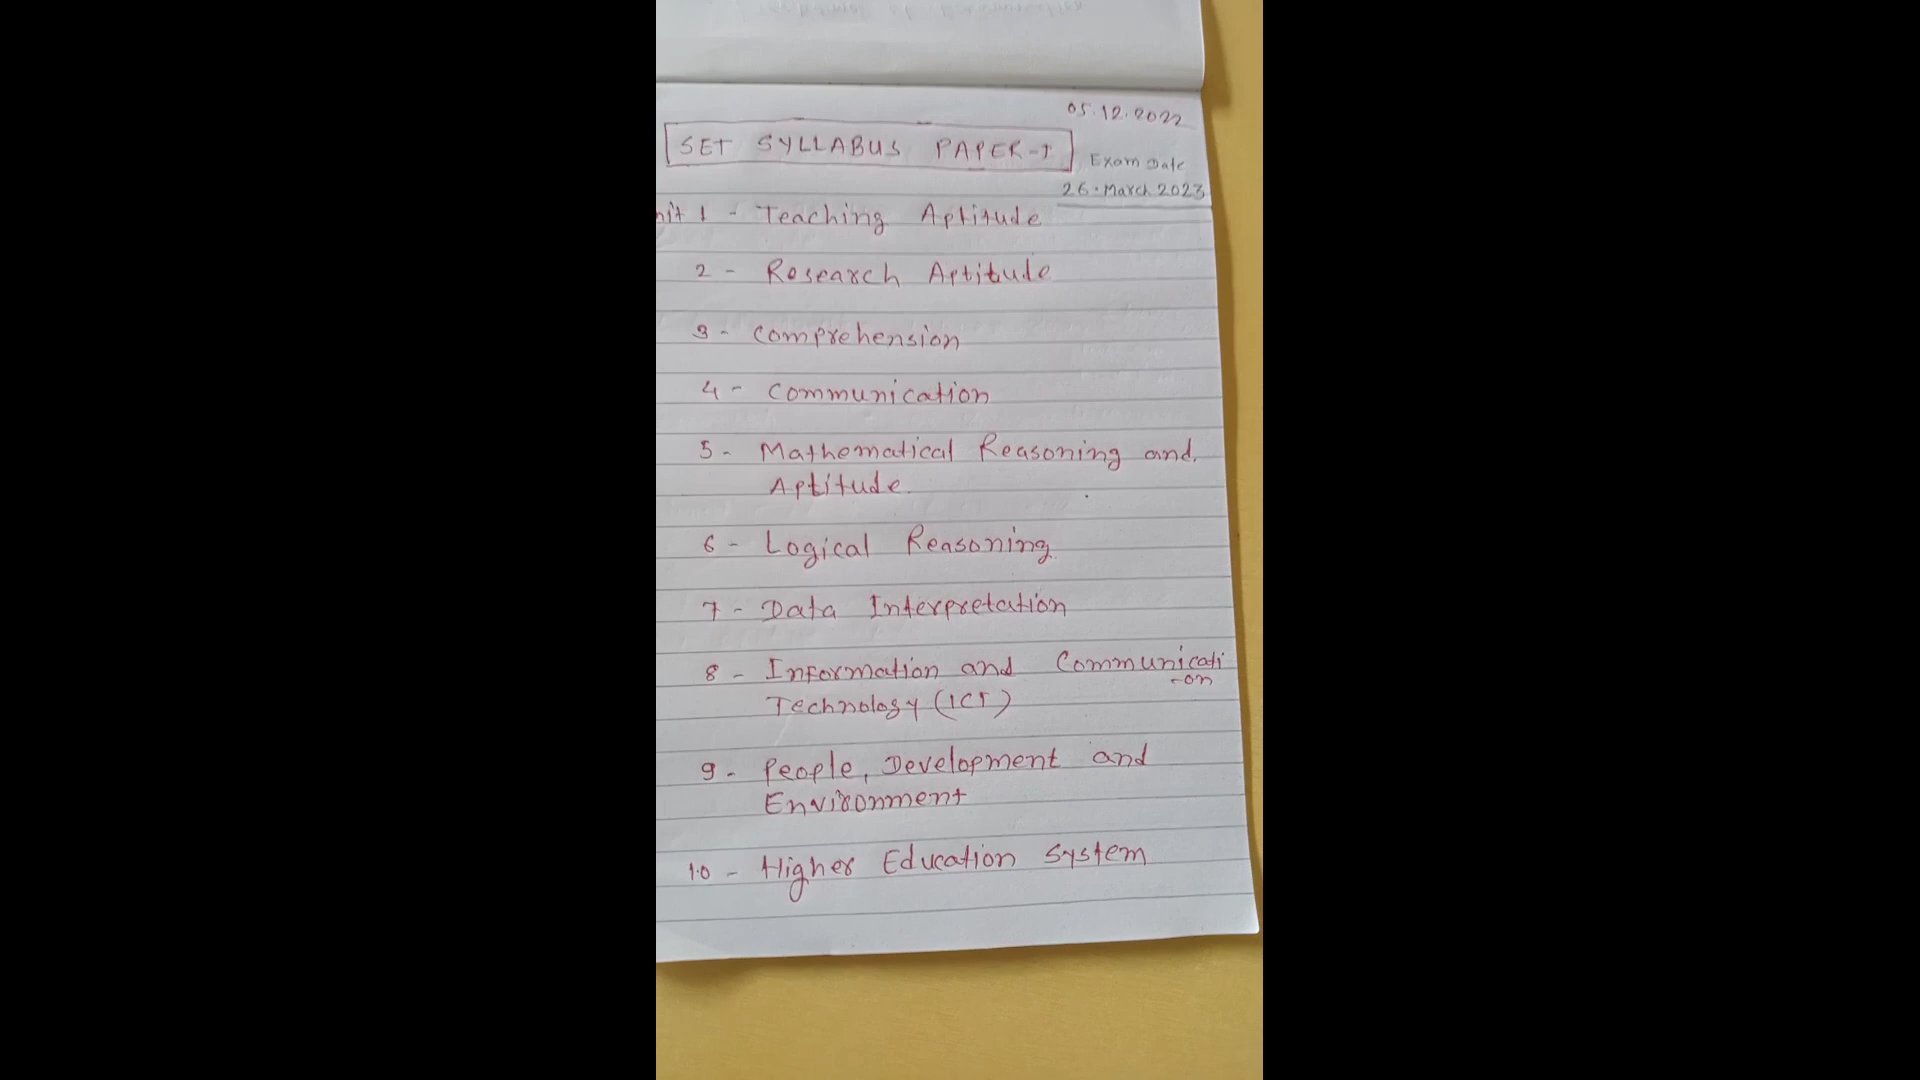 05.12.2022
SET SYLLABUS PAPER-I
Exam Date
26. March 2023
nit 1 - Teaching Aptitude
2 - Research Aptitude
3 - Comprehension
4 - Communication
5 - Mathematical Reasoning and
Aptitude.
6 - Logical Reasoning
7 - Data Interpretation
8 - Information and Communicati
-on
Technology (ICT)
9 - People, Development and
Environment
10 - Higher Education System